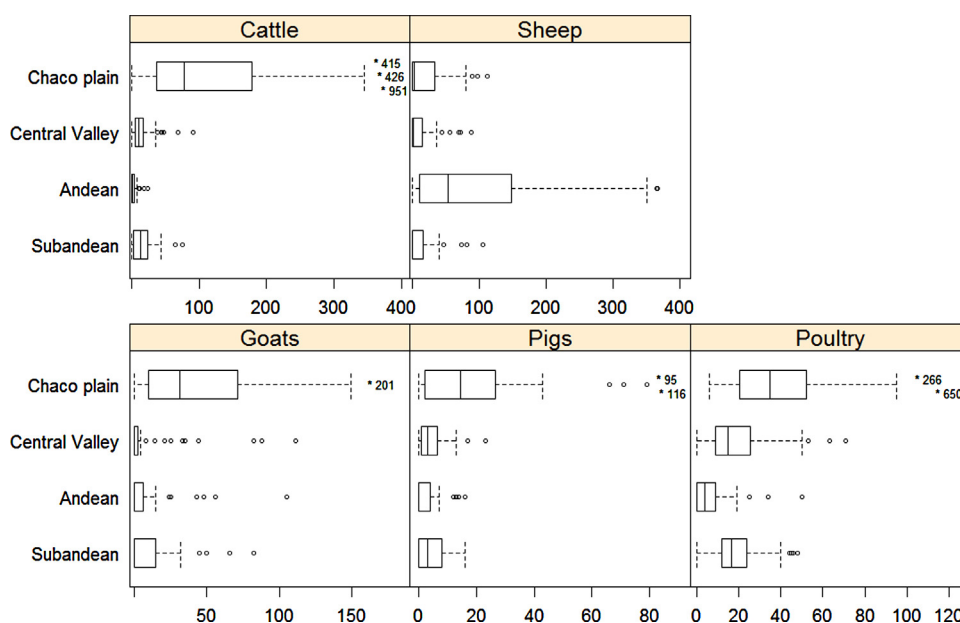 Cattle Sheep
Chaco plain * 415
* 426
* 951
Central Valley
Andean
Subandean
100 200 300 400 100 200 300 400
Goats Pigs Poultry
Chaco plain * 201 * 95 * 266
* 116 * 650
Central Valley
Andean
Subandean
50 100 150 0 20 40 60 80 0 20 40 60 80 100 120